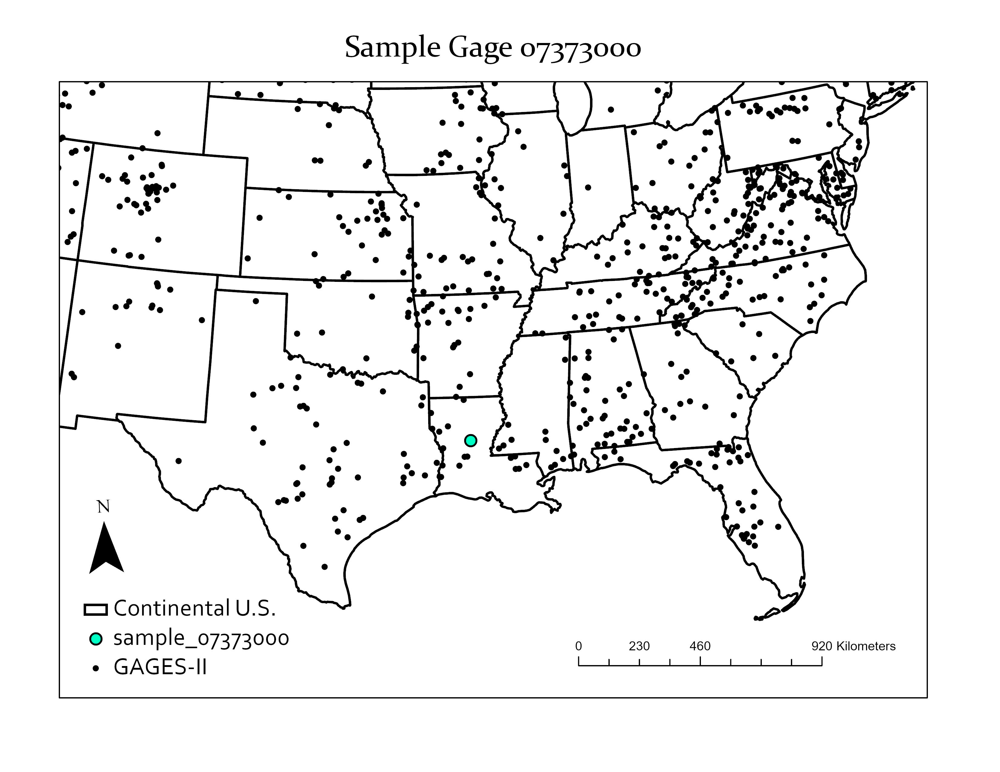 Sample Gage 07373000
N
Continental U.S.
sample_07373000
GAGES-II
0 230 460 920 Kilometers